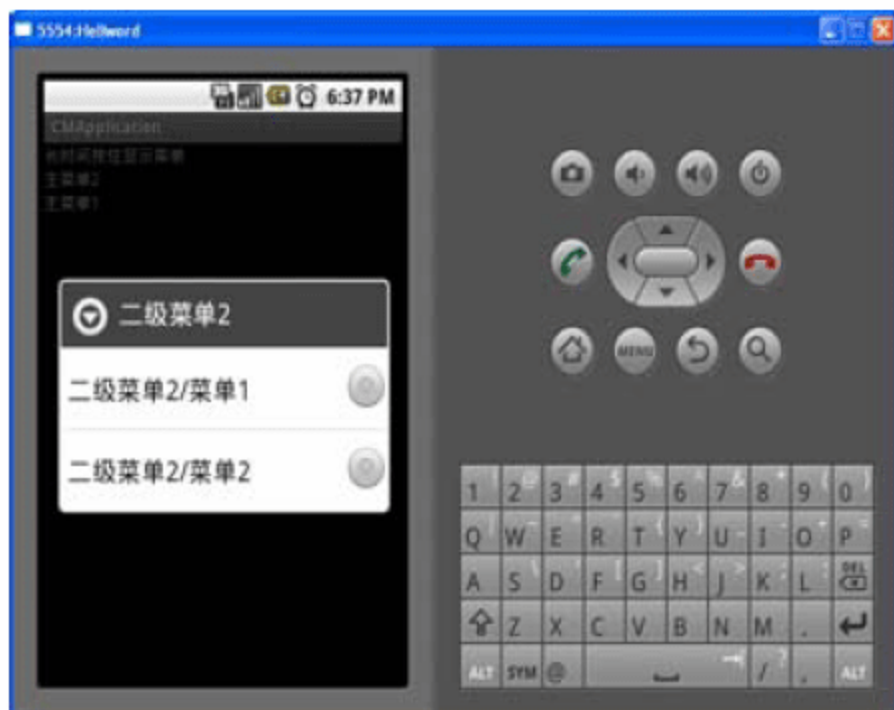 5554:Hellword
6:37 PM
CMApplication
长时间按住显示菜单
主菜单2
主菜单1
二级菜单2
二级菜单2/菜单1
二级菜单2/菜单2
MENU
1 2 @ 3 # 4 $ 5 % 6 ^ 7 & 8 * 9 ( 0 )
Q W E R T { Y } U _ I - O + P =
A S D F [ G ] H < J > K ; L : DEL
Z X C V B N M .
ALT SYM @ / ? , ALT